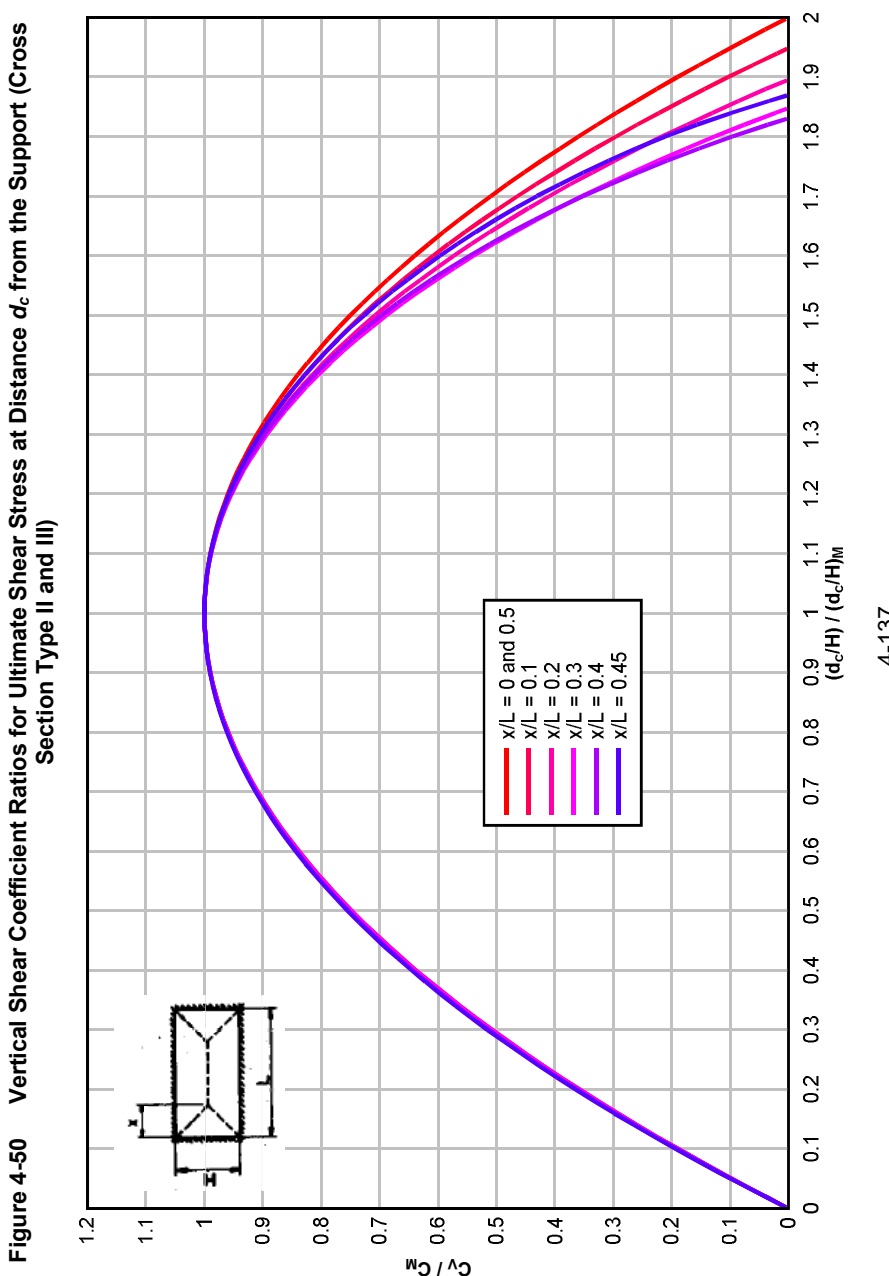 Figure 4-50 Vertical Shear Coefficient Ratios for Ultimate Shear Stress at Distance dc from the Support (Cross
Section Type II and III)
1.2
1.1
1
0.9
0.8
0.7
0.6
0.5
0.4
0.3
0.2
0.1
0
CV / CM
x
H
L
x/L = 0 and 0.5
x/L = 0.1
x/L = 0.2
x/L = 0.3
x/L = 0.4
x/L = 0.45
0
0.1
0.2
0.3
0.4
0.5
0.6
0.7
0.8
0.9
1
1.1
1.2
1.3
1.4
1.5
1.6
1.7
1.8
1.9
2
(dc/H) / (dc/H)M
4-137